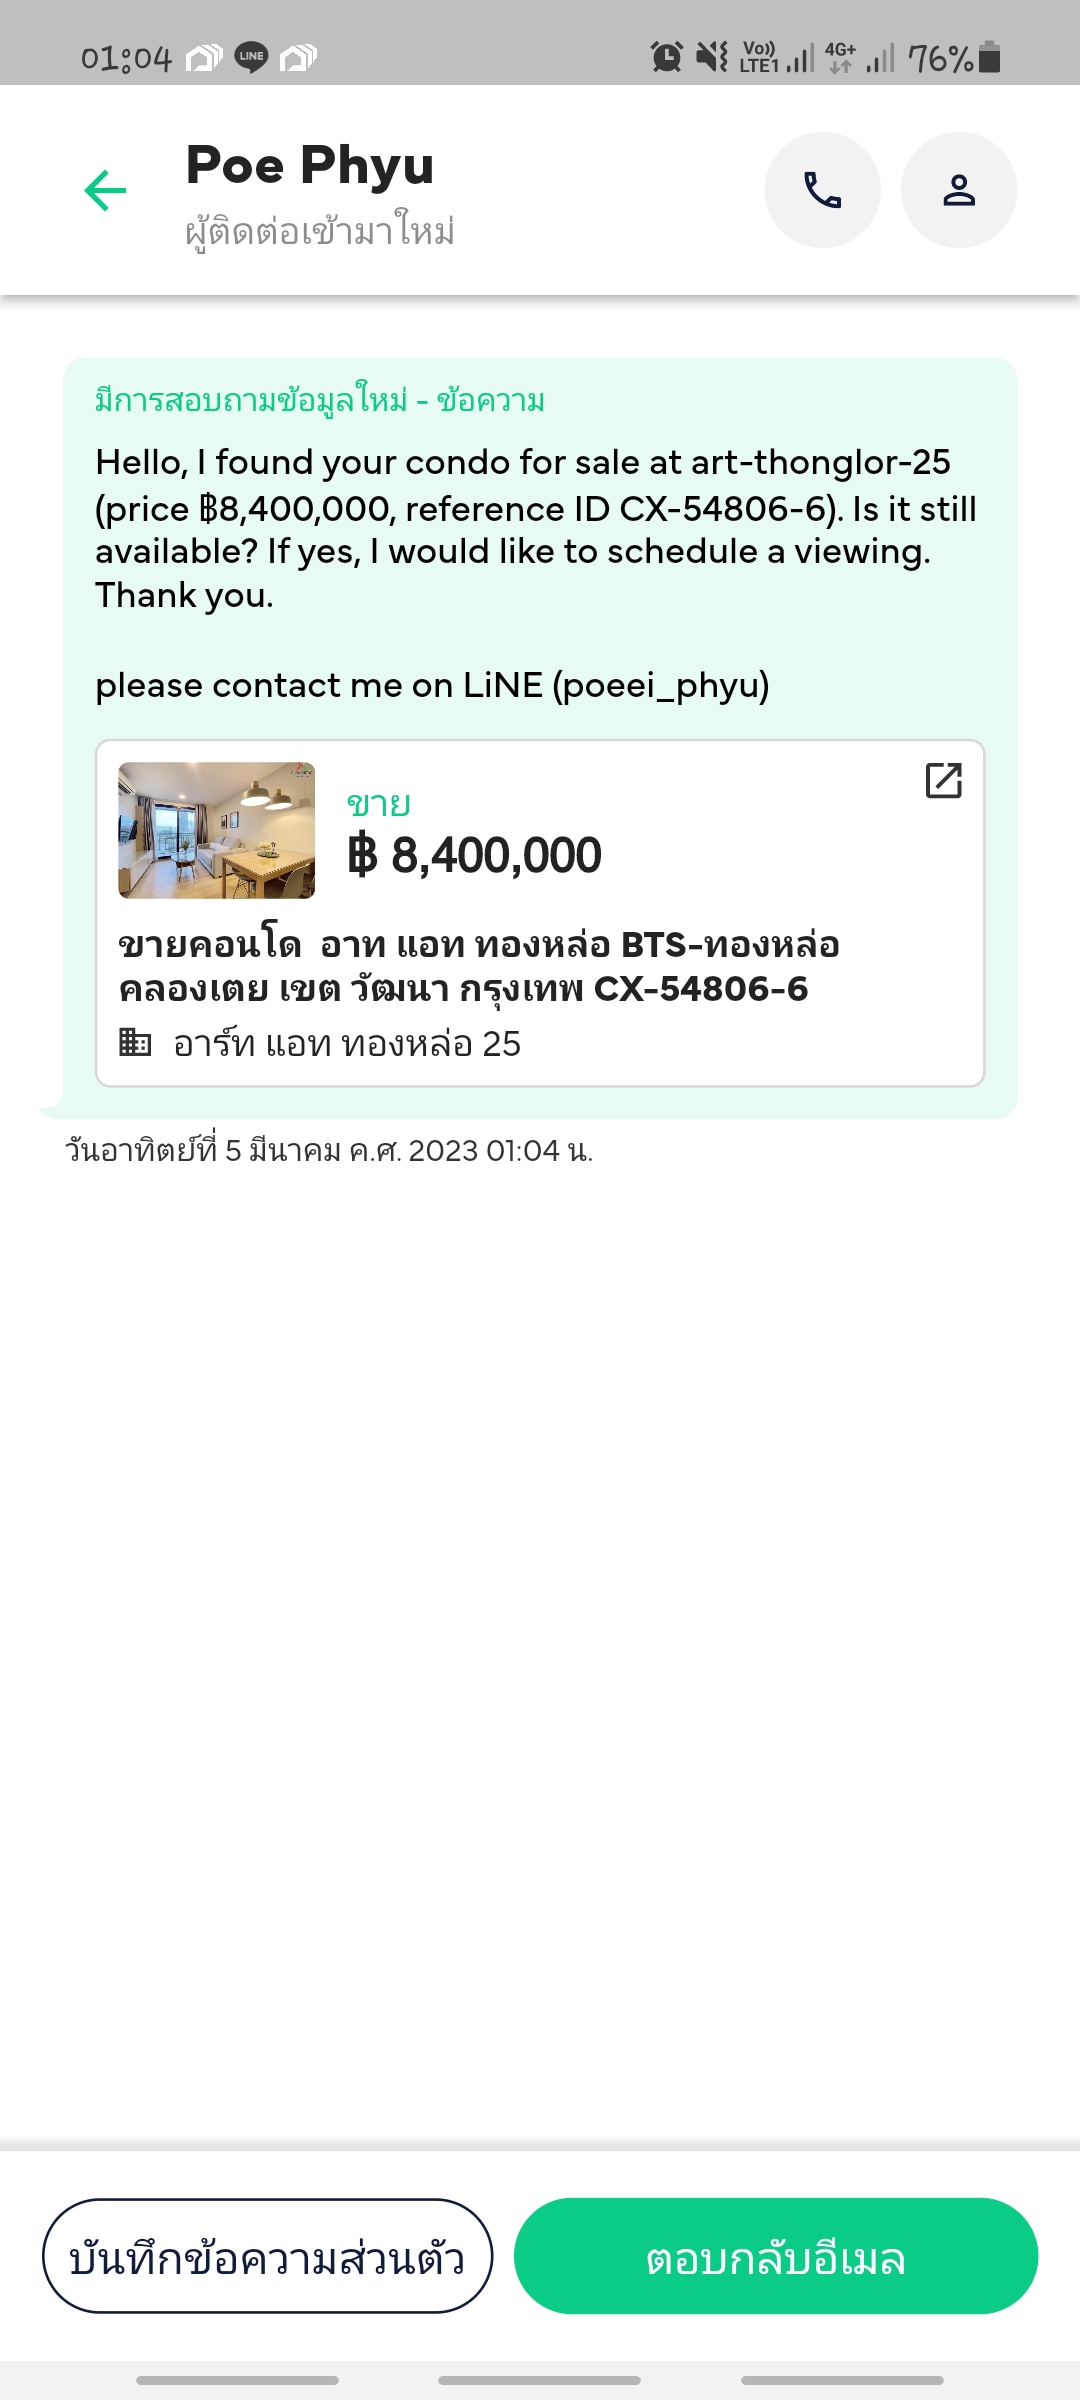 01:04 LINE Vo)) LTE1 4G+ 76%
Poe Phyu
ผู้ติดต่อเข้ามาใหม่
มีการสอบถามข้อมูลใหม่ - ข้อความ
Hello, I found your condo for sale at art-thonglor-25
(price ฿8,400,000, reference ID CX-54806-6). Is it still
available? If yes, I would like to schedule a viewing.
Thank you.
please contact me on LiNE (poeei_phyu)
ขาย
฿ 8,400,000
ขายคอนโด  อาท แอท ทองหล่อ BTS-ทองหล่อ
คลองเตย เขต วัฒนา กรุงเทพ CX-54806-6
อาร์ท แอท ทองหล่อ 25
วันอาทิตย์ที่ 5 มีนาคม ค.ศ. 2023 01:04 น.
บันทึกข้อความส่วนตัว
ตอบกลับอีเมล